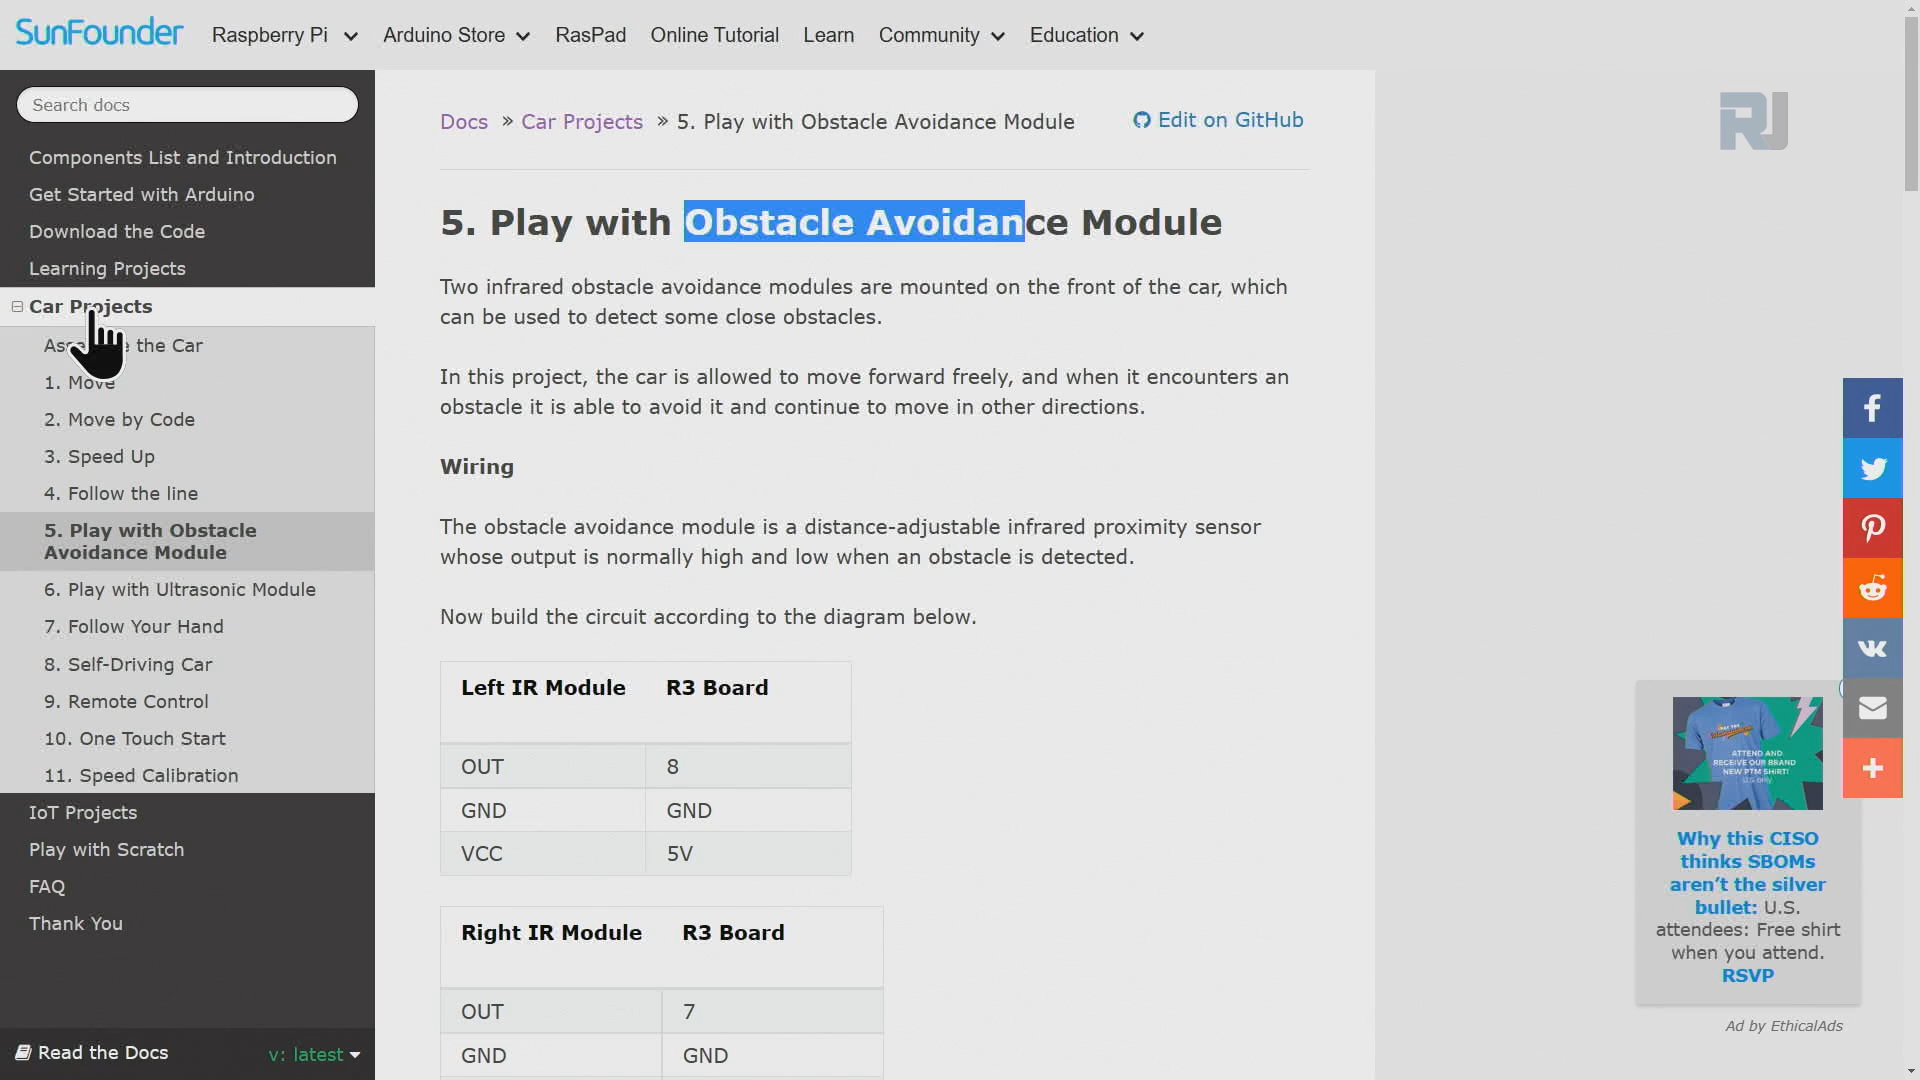 SunFounder
Raspberry Pi
Arduino Store
RasPad
Online Tutorial
Learn
Community
Education
Search docs
Components List and Introduction
Get Started with Arduino
Download the Code
Learning Projects
Car Projects
the Car
1. Move
2. Move by Code
3. Speed Up
4. Follow the line
5. Play with Obstacle
Avoidance Module
6. Play with Ultrasonic Module
7. Follow Your Hand
8. Self-Driving Car
9. Remote Control
10. One Touch Start
11. Speed Calibration
IoT Projects
Play with Scratch
FAQ
Thank You
Read the Docs
v: latest
Docs » Car Projects » 5. Play with Obstacle Avoidance Module
Edit on GitHub
5. Play with Obstacle Avoidance Module
Two infrared obstacle avoidance modules are mounted on the front of the car, which
can be used to detect some close obstacles.
In this project, the car is allowed to move forward freely, and when it encounters an
obstacle it is able to avoid it and continue to move in other directions.
Wiring
The obstacle avoidance module is a distance-adjustable infrared proximity sensor
whose output is normally high and low when an obstacle is detected.
Now build the circuit according to the diagram below.
Left IR Module R3 Board
OUT 8
GND GND
VCC 5V
Right IR Module R3 Board
OUT 7
GND GND
RJ
ATTEND AND
RECEIVE OUR BRAND
NEW PTM SHIRT!
Why this CISO
thinks SBOMs
aren’t the silver
bullet: U.S.
attendees: Free shirt
when you attend.
RSVP
Ad by EthicalAds